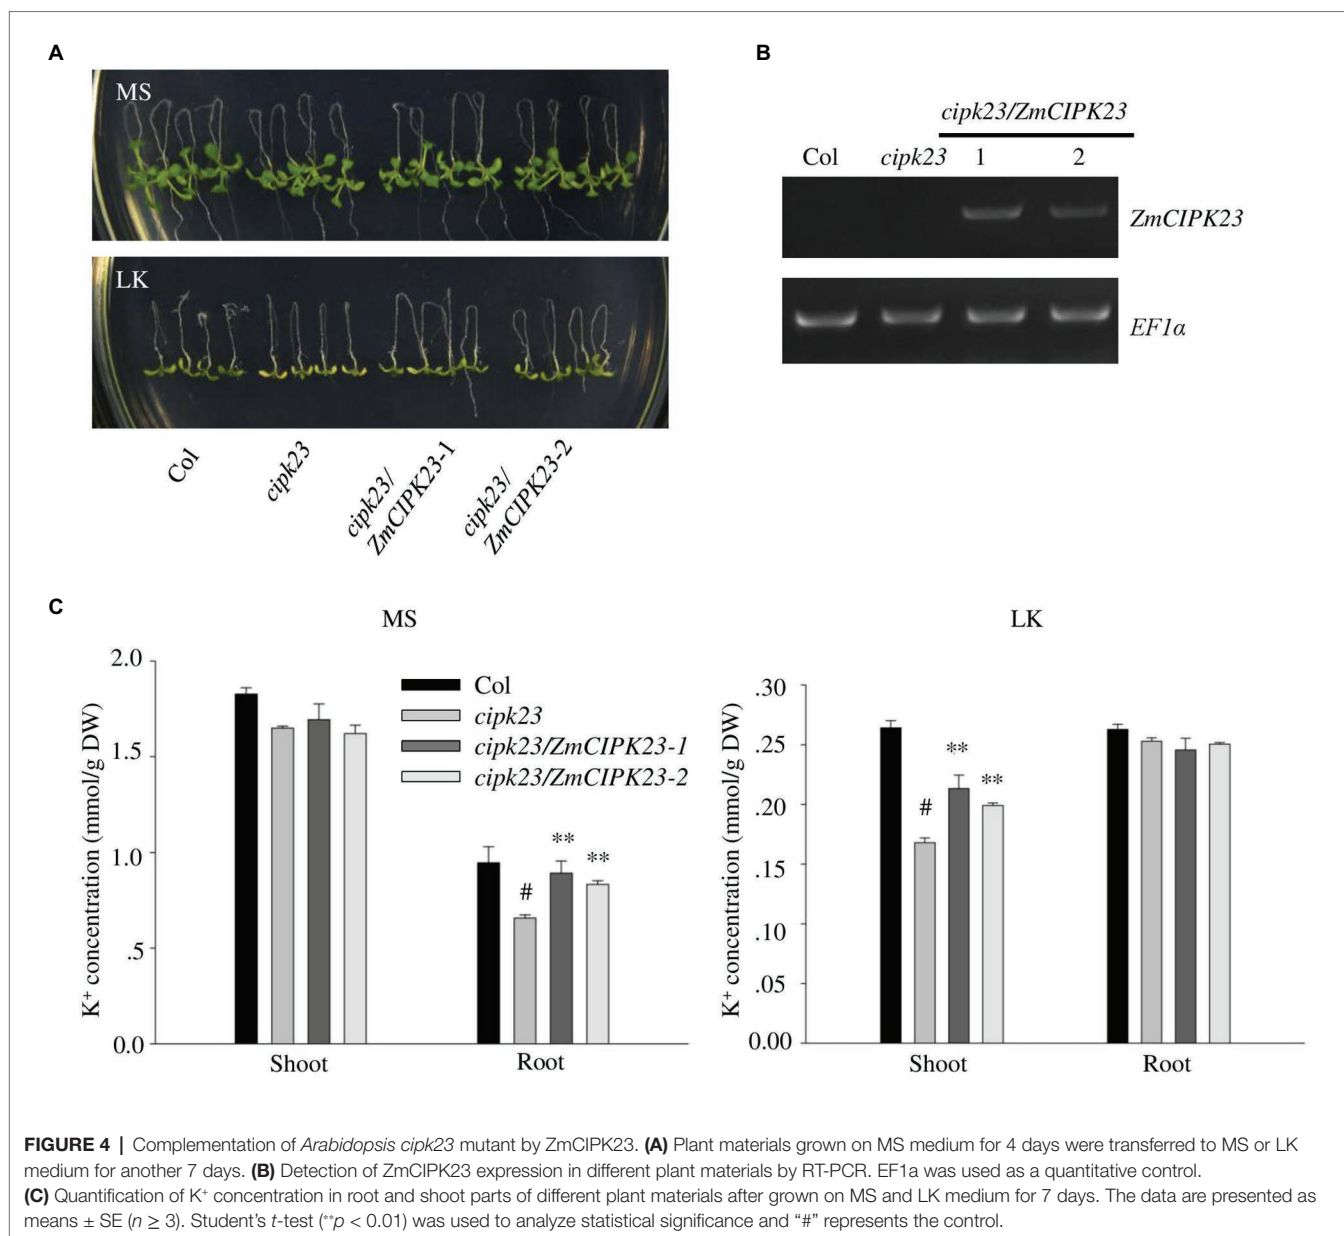 A
MS
LK
Col
cipk23
cipk23/
ZmCIPK23-1
cipk23/
ZmCIPK23-2
B
cipk23/ZmCIPK23
Col cipk23 1 2
ZmCIPK23
EF1α
C
MS
K⁺ concentration (mmol/g DW)
2.0
1.5
1.0
.5
0.0
Col
cipk23
cipk23/ZmCIPK23-1
cipk23/ZmCIPK23-2
#
**
**
Shoot
Root
LK
K⁺ concentration (mmol/g DW)
.30
.25
.20
.15
.10
.05
0.00
#
**
**
Shoot
Root
FIGURE 4 | Complementation of Arabidopsis cipk23 mutant by ZmCIPK23. (A) Plant materials grown on MS medium for 4 days were transferred to MS or LK
medium for another 7 days. (B) Detection of ZmCIPK23 expression in different plant materials by RT-PCR. EF1a was used as a quantitative control.
(C) Quantification of K⁺ concentration in root and shoot parts of different plant materials after grown on MS and LK medium for 7 days. The data are presented as
means ± SE (n ≥ 3). Student’s t-test (**p < 0.01) was used to analyze statistical significance and “#” represents the control.